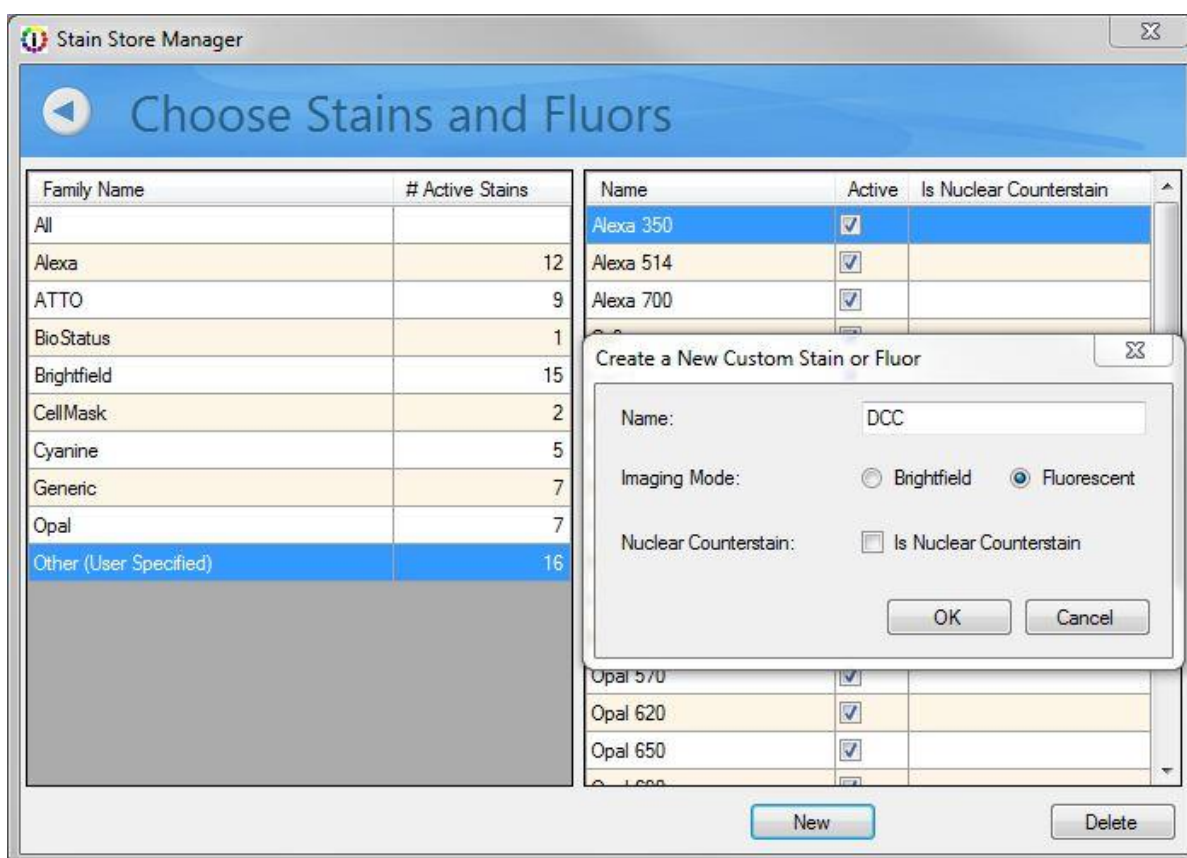 Stain Store Manager
Choose Stains and Fluors
Family Name # Active Stains
All
Alexa 12
ATTO 9
BioStatus 1
Brightfield 15
CellMask 2
Cyanine 5
Generic 7
Opal 7
Other (User Specified) 16
Name Active Is Nuclear Counterstain
Alexa 350
Alexa 514
Alexa 700
Create a New Custom Stain or Fluor
Name: DCC
Imaging Mode: Brightfield Fluorescent
Nuclear Counterstain: Is Nuclear Counterstain
OK Cancel
Opal 570
Opal 620
Opal 650
New Delete